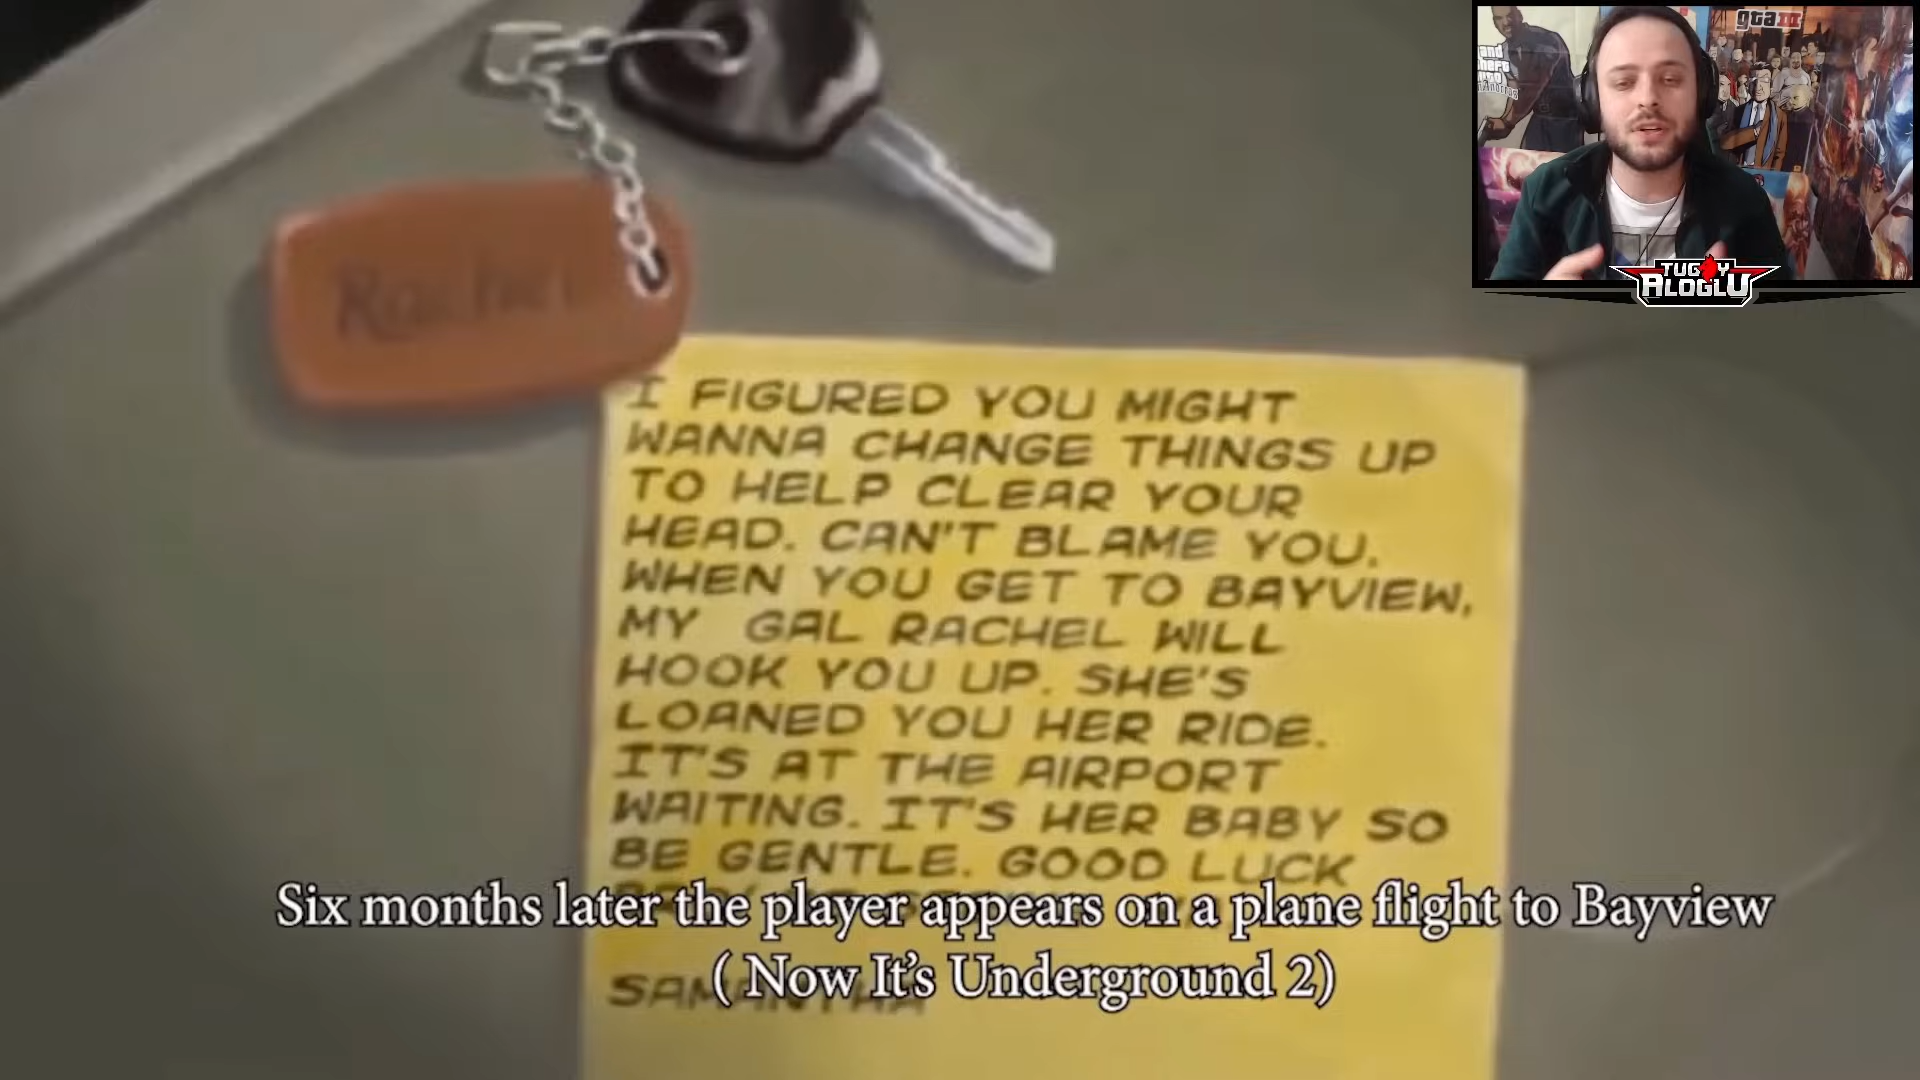 grand
theft
gta III
TUGAY
ALOGLU
Rachel
I FIGURED YOU MIGHT
WANNA CHANGE THINGS UP
TO HELP CLEAR YOUR
HEAD. CAN'T BLAME YOU.
WHEN YOU GET TO BAYVIEW,
MY GAL RACHEL WILL
HOOK YOU UP. SHE'S
LOANED YOU HER RIDE.
IT'S AT THE AIRPORT
WAITING. IT'S HER BABY SO
BE GENTLE. GOOD LUCK
Six months later the player appears on a plane flight to Bayview
( Now It's Underground 2)
SAMANTHA